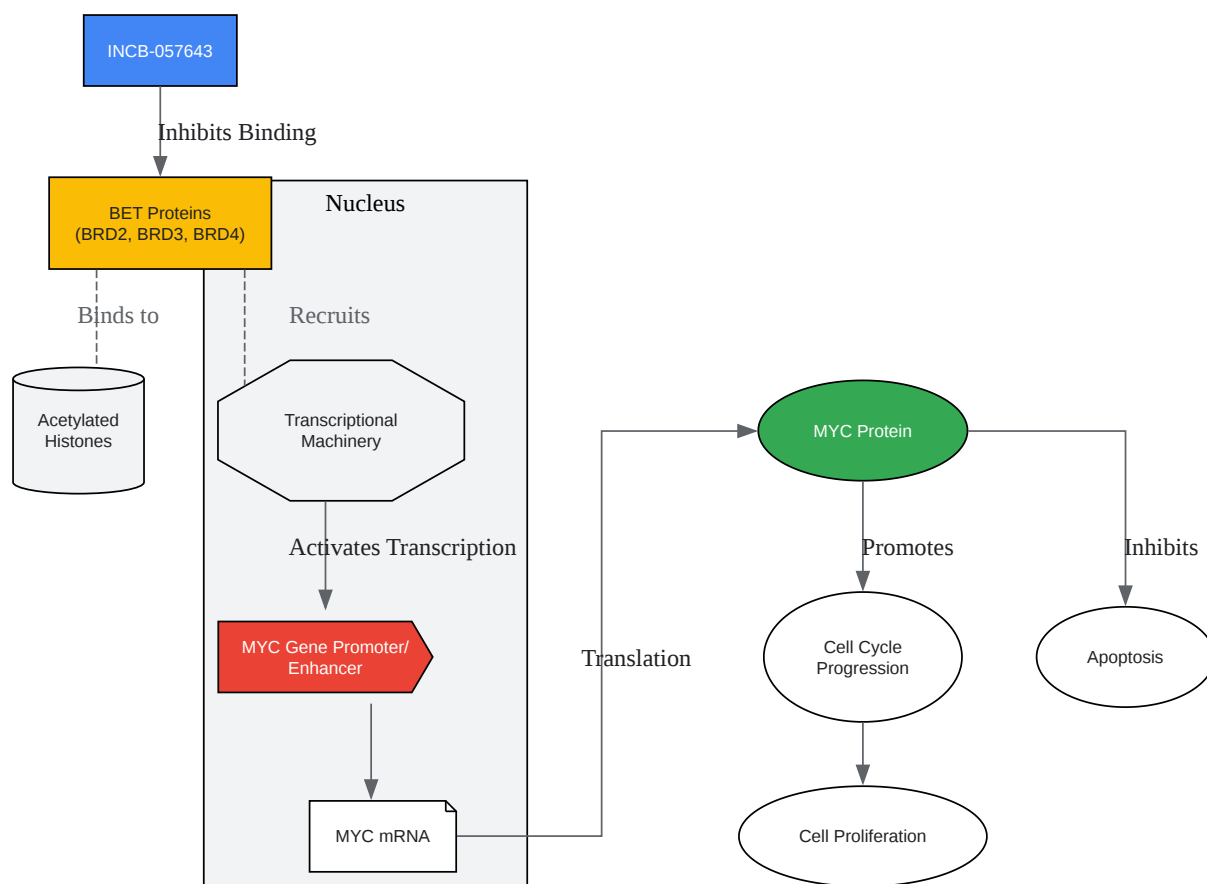 INCB-057643
Inhibits Binding
BET Proteins
(BRD2, BRD3, BRD4)
Nucleus
Binds to
Recruits
Acetylated
Histones
Transcriptional
Machinery
Activates Transcription
MYC Gene Promoter/
Enhancer
MYC mRNA
Translation
MYC Protein
Promotes
Inhibits
Cell Cycle
Progression
Apoptosis
Cell Proliferation